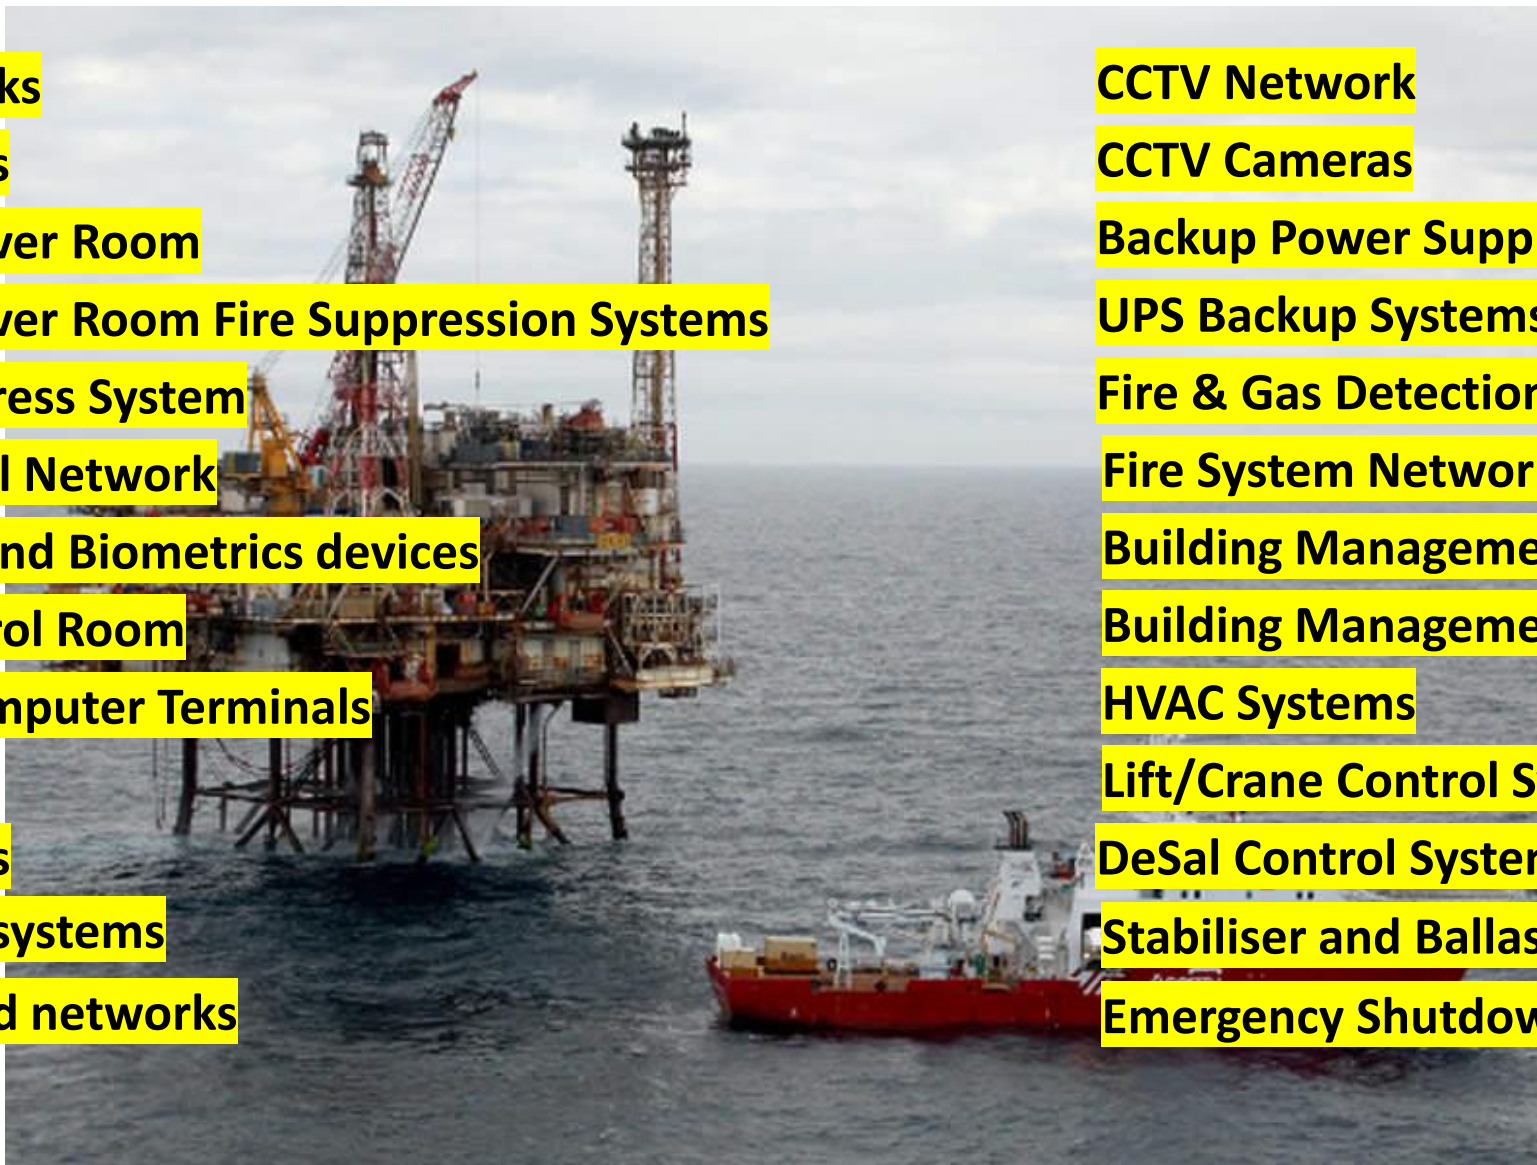 ks
s
ver Room
ver Room Fire Suppression Systems
ress System
l Network
nd Biometrics devices
rol Room
mputer Terminals
s
systems
d networks
CCTV Network
CCTV Cameras
Backup Power Supp
UPS Backup Systems
Fire & Gas Detection
Fire System Networ
Building Manageme
Building Manageme
HVAC Systems
Lift/Crane Control S
DeSal Control System
Stabiliser and Ballas
Emergency Shutdow